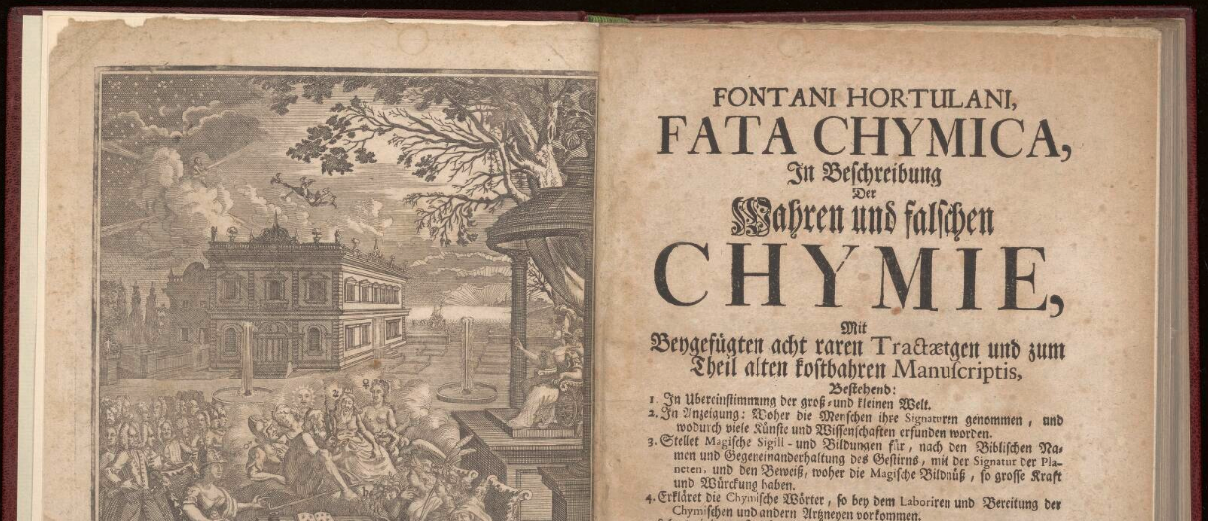 FONTANI HORTULANI,
FATA CHYMICA,
In Beſchreibung
Der
Wahren und falſchen
CHYMIE,
Mit
Beygefügten acht raren Tractætgen und zum
Theil alten koſtbahren Manuſcriptis,
Beſtehend:
1. In Ubereinſtimmung der groß- und kleinen Welt.
2. In Anzeigung: Woher die Menſchen ihre Signaturen genommen, und
wodurch viele Künſte und Wiſſenſchaften erfunden worden.
3. Stellet Magiſche Sigill- und Bildungen für, nach den Bibliſchen Na-
men und Gegeneinanderhaltung des Geſtirns, mit der Signatur der Pla-
neten, und den Beweiß, woher die Magiſche Bildnüß, ſo groſſe Kraft
und Würckung haben.
4. Erkläret die Chymiſche Wörter, ſo bey dem Laboriren und Bereitung der
Chymiſchen und andern Artzneyen vorkommen.